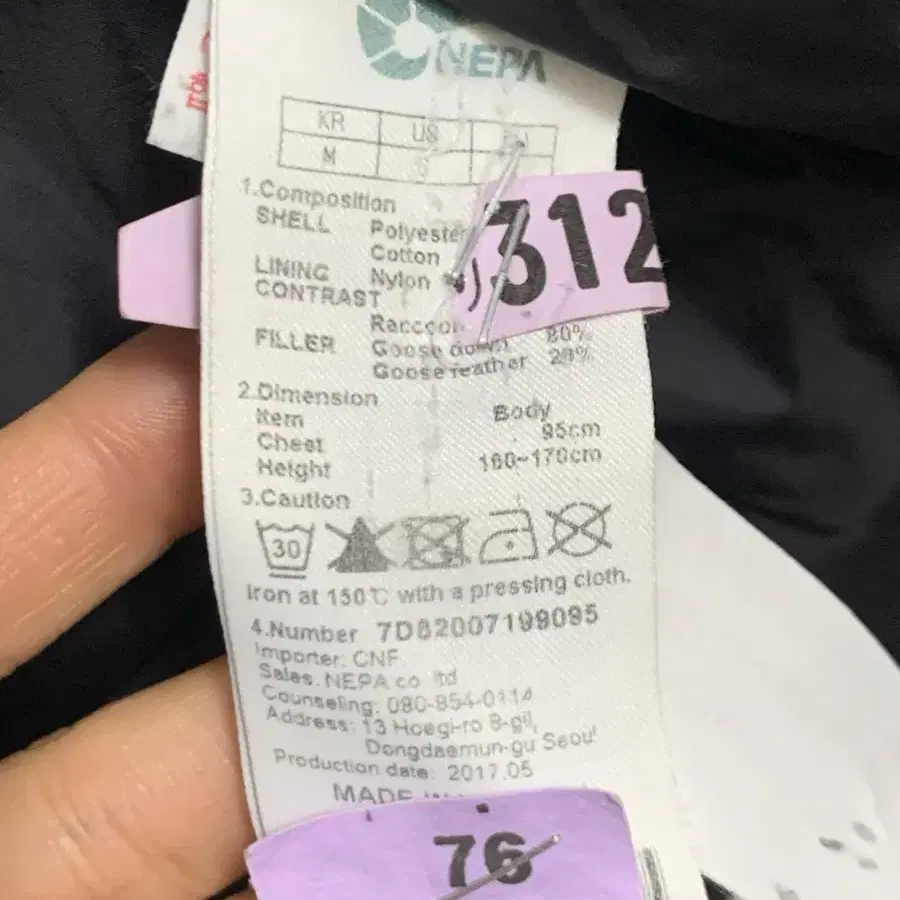 NEPA
KR US
M S
312
1.Composition
SHELL Polyester
Cotton
LINING Nylon
CONTRAST
Raccoon
FILLER Goose down 80%
Goose feather 20%
2.Dimension
Item Body
Chest 95cm
Height 160~170cm
3.Caution
30
Iron at 150℃ with a pressing cloth.
4.Number 7D82007199095
Importer: CNF
Sales. NEPA co ltd
Counseling: 080-854-0114
Address: 13 Hoegi-ro 8-gil,
Dongdaemun-gu Seoul
Production date: 2017.05
MADE
76